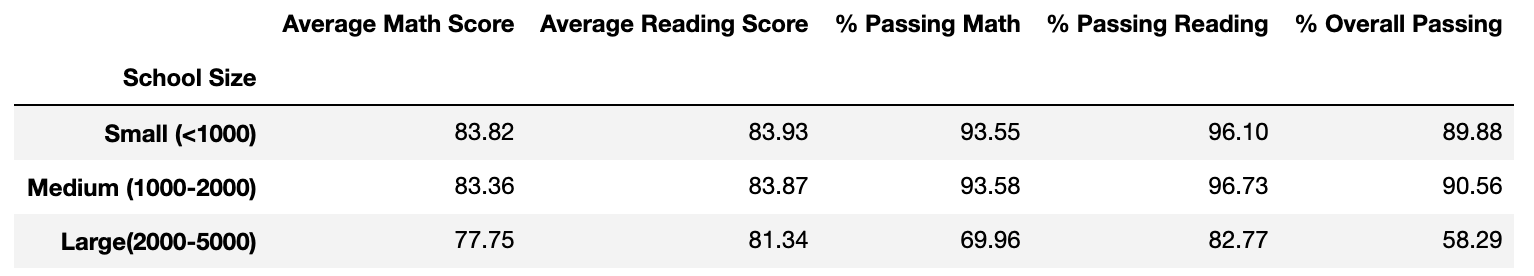 Average Math Score Average Reading Score % Passing Math % Passing Reading % Overall Passing
School Size
Small (<1000) 83.82 83.93 93.55 96.10 89.88
Medium (1000-2000) 83.36 83.87 93.58 96.73 90.56
Large(2000-5000) 77.75 81.34 69.96 82.77 58.29